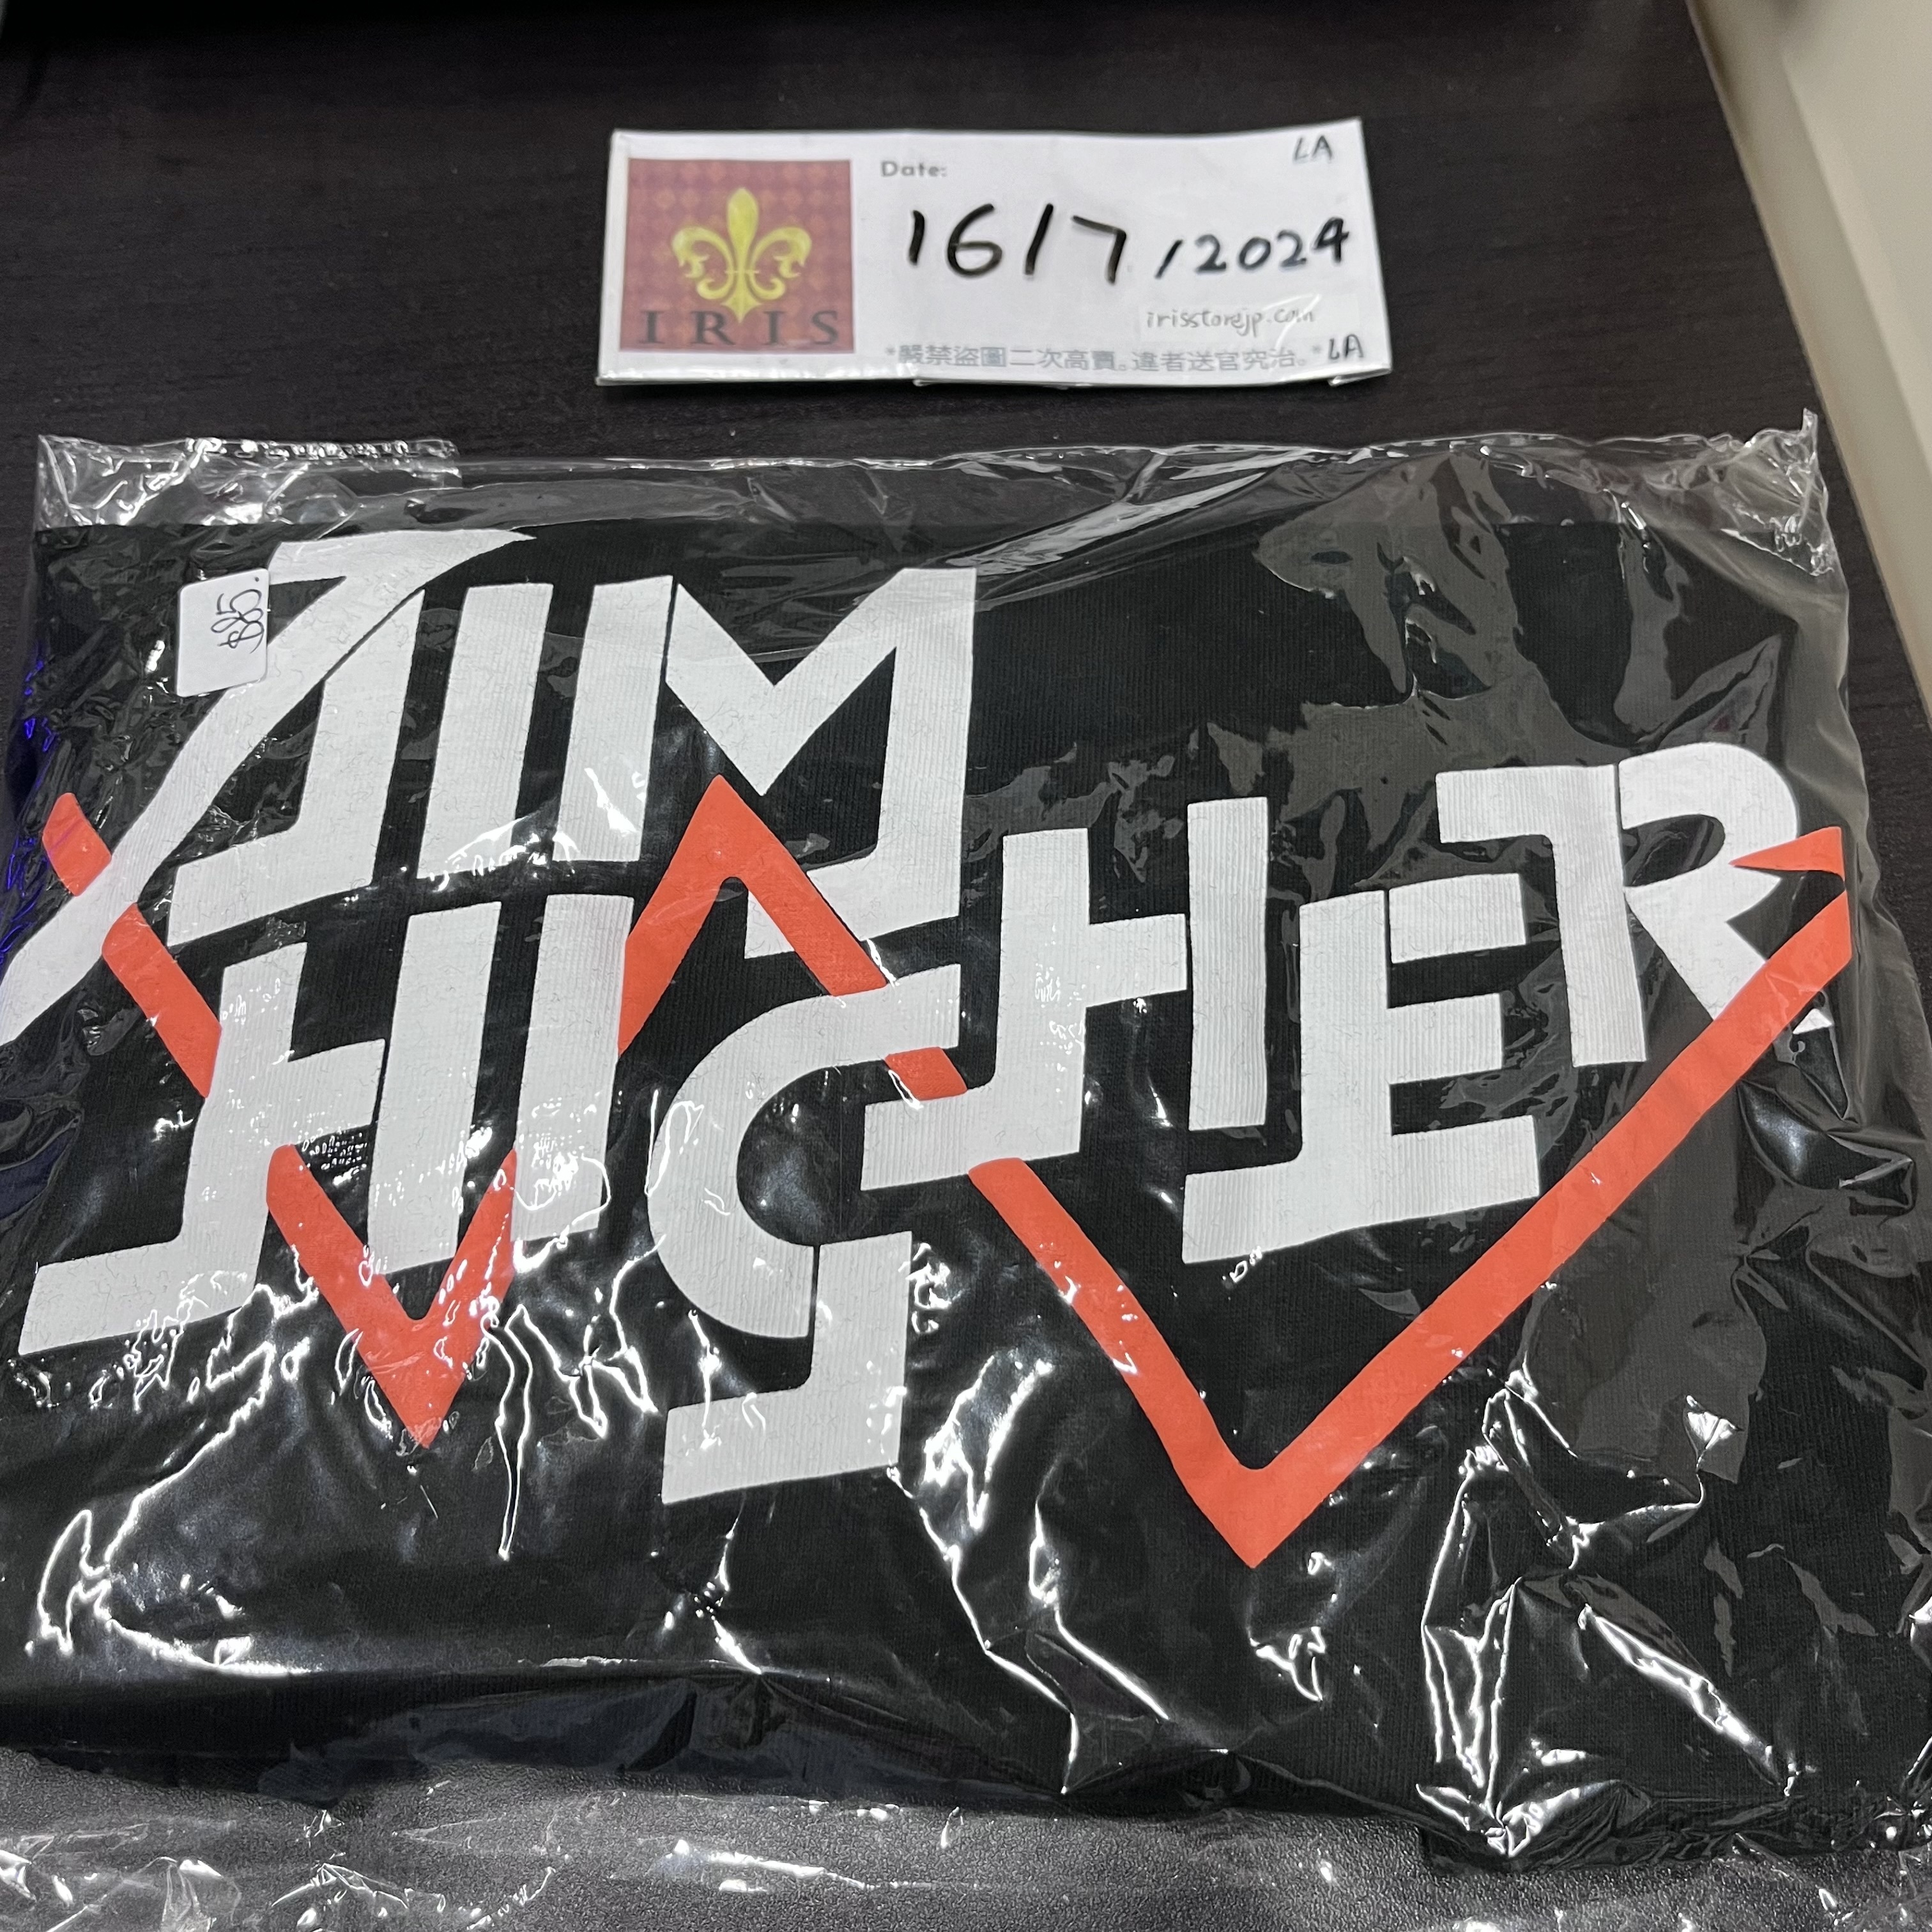 LA
Date:
16/7/2024
IRIS
irisstorejp.com
*嚴禁盜圖二次高賣。違者送官究治。*LA
$85.
AIM
HIGHER